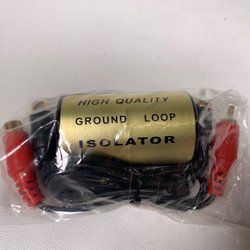 HIGH QUALITY
GROUND LOOP
ISOLATOR